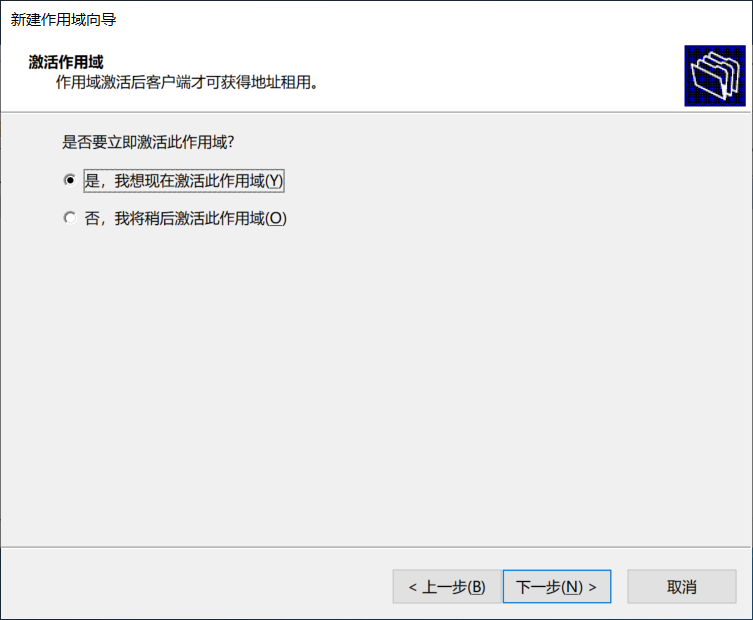 新建作用域向导
激活作用域
作用域激活后客户端才可获得地址租用。
是否要立即激活此作用域?
是，我想现在激活此作用域(Y)
否，我将稍后激活此作用域(O)
< 上一步(B) 下一步(N) > 取消